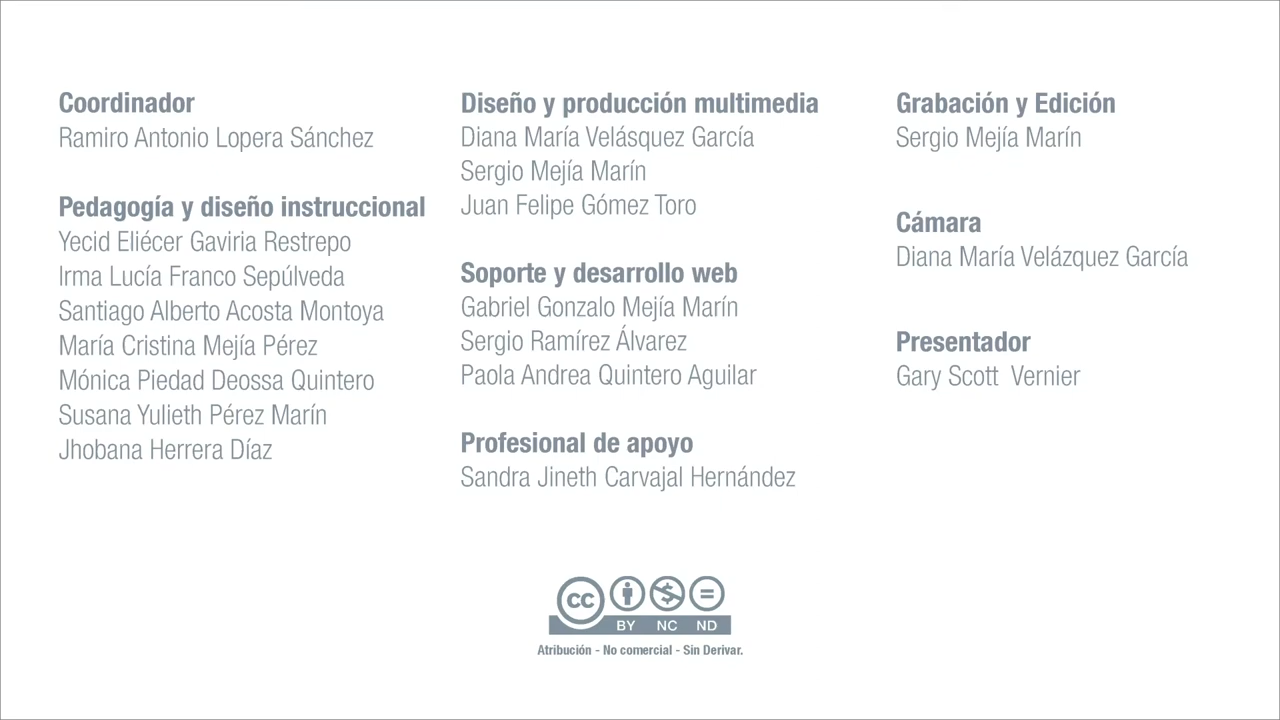 Coordinador
Ramiro Antonio Lopera Sánchez
Pedagogía y diseño instruccional
Yecid Eliécer Gaviria Restrepo
Irma Lucía Franco Sepúlveda
Santiago Alberto Acosta Montoya
María Cristina Mejía Pérez
Mónica Piedad Deossa Quintero
Susana Yulieth Pérez Marín
Jhobana Herrera Díaz
Diseño y producción multimedia
Diana María Velásquez García
Sergio Mejía Marín
Juan Felipe Gómez Toro
Soporte y desarrollo web
Gabriel Gonzalo Mejía Marín
Sergio Ramírez Álvarez
Paola Andrea Quintero Aguilar
Profesional de apoyo
Sandra Jineth Carvajal Hernández
Grabación y Edición
Sergio Mejía Marín
Cámara
Diana María Velázquez García
Presentador
Gary Scott  Vernier
cc
BY NC ND
Atribución - No comercial - Sin Derivar.